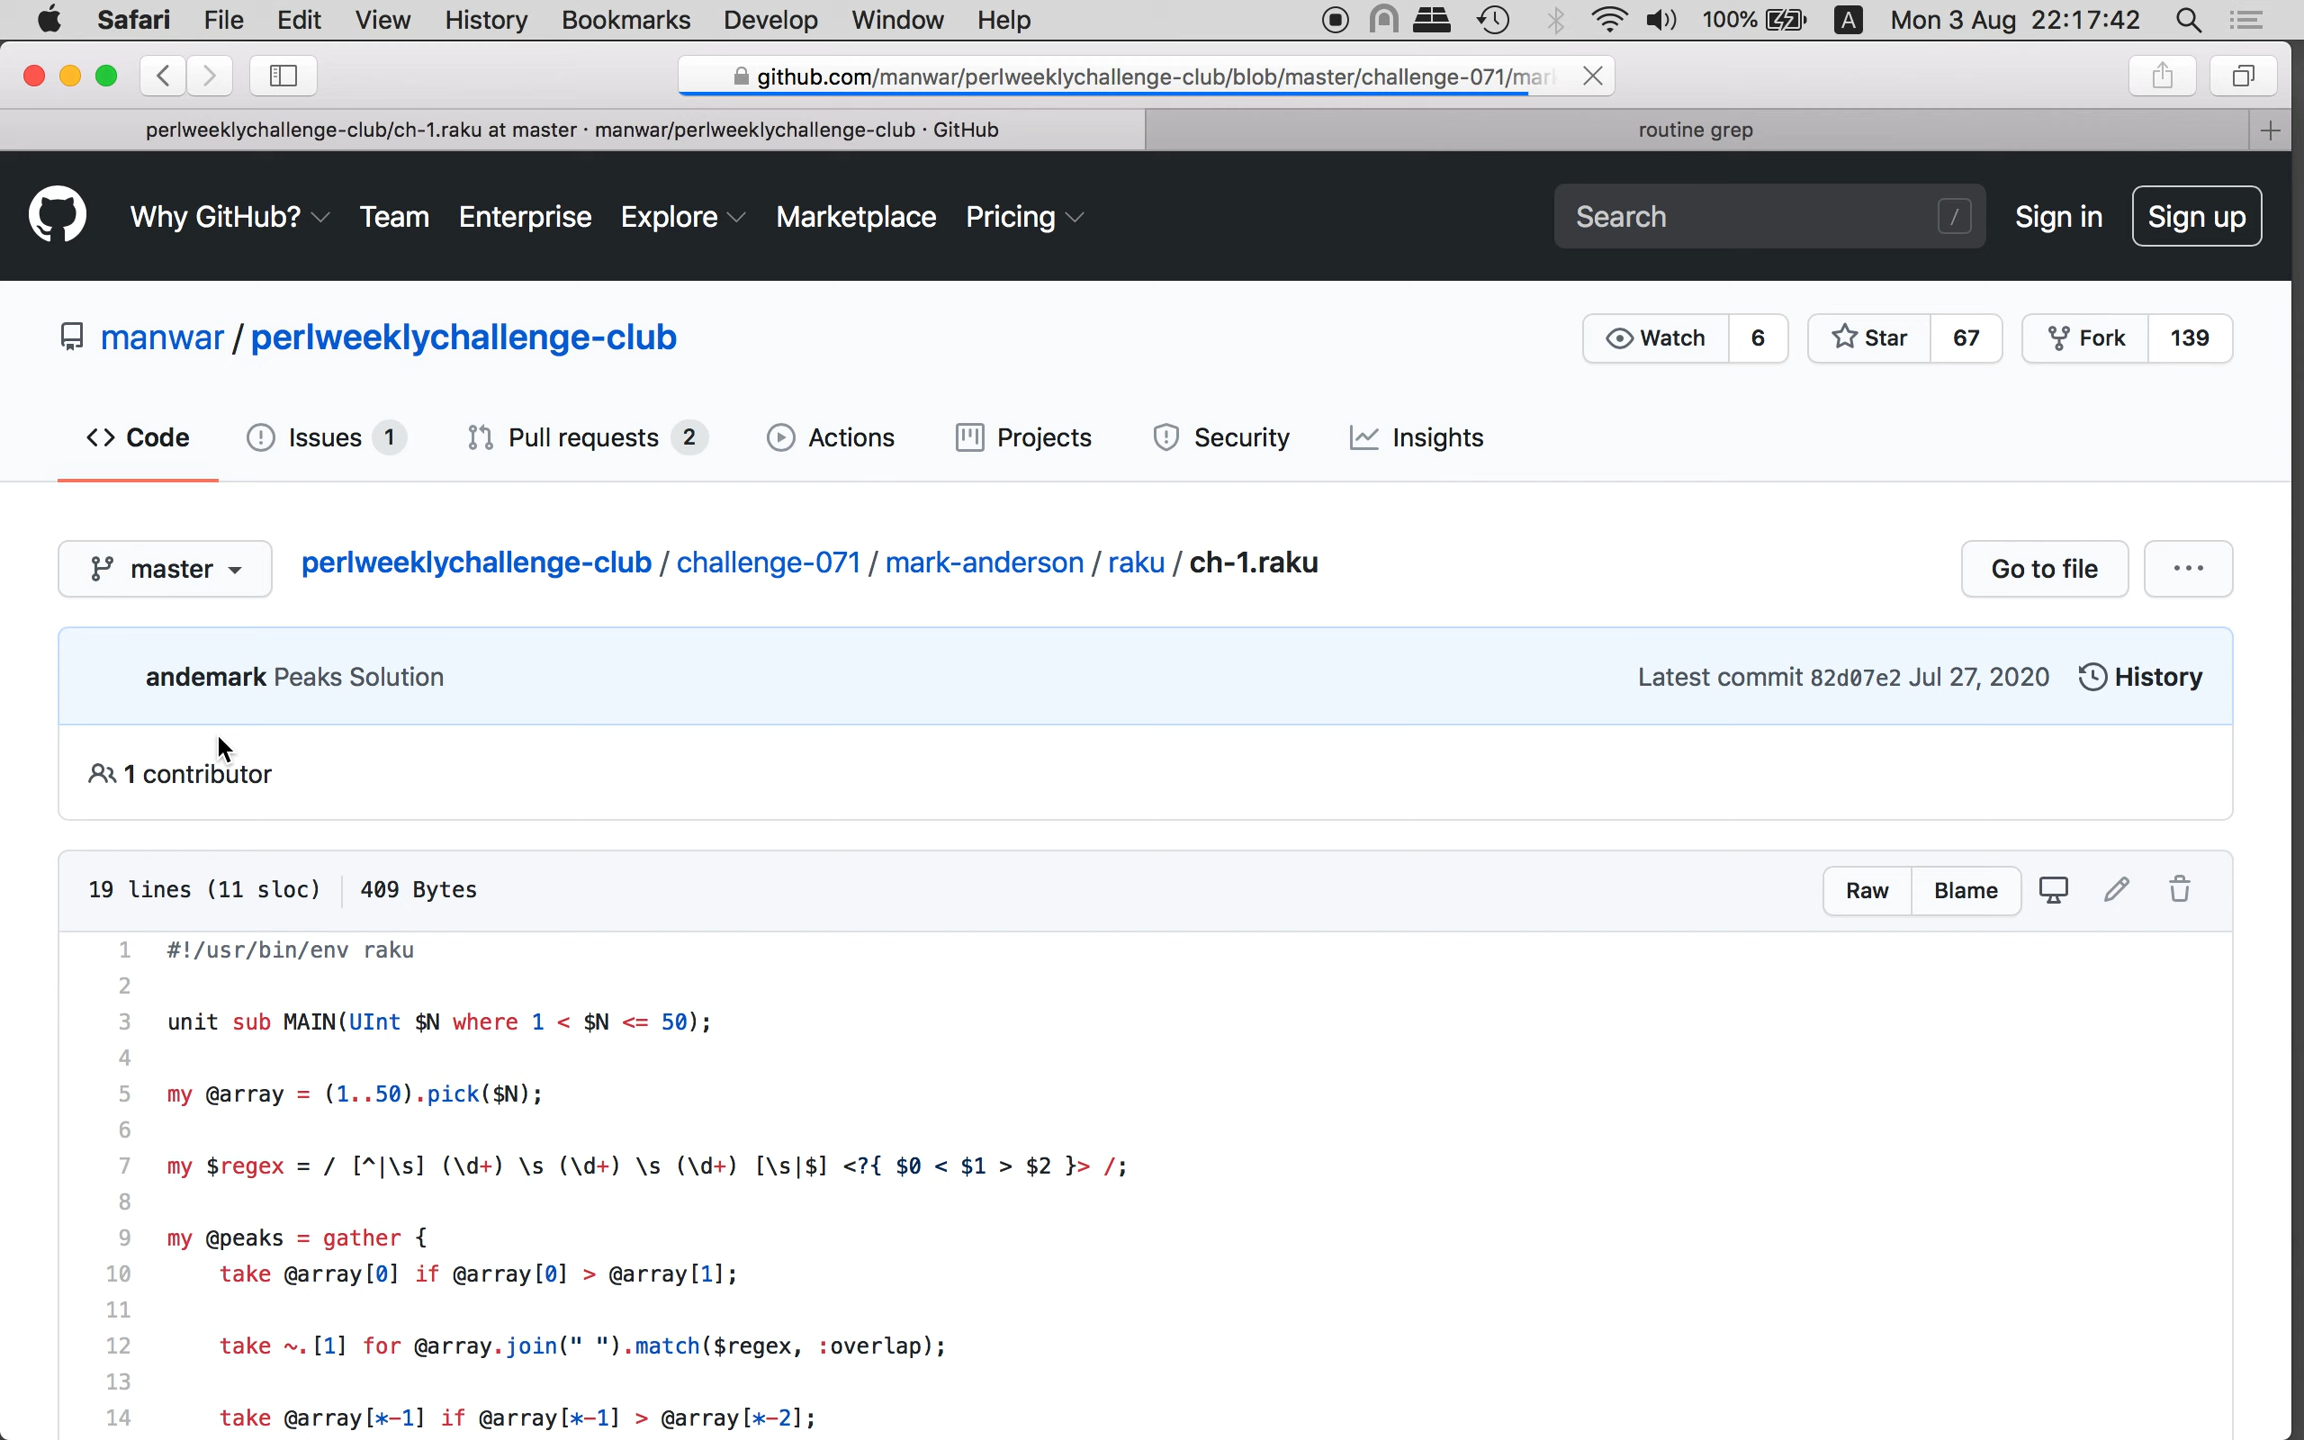 Safari File Edit View History Bookmarks Develop Window Help 100% A Mon 3 Aug 22:17:42
github.com/manwar/perlweeklychallenge-club/blob/master/challenge-071/mar
perlweeklychallenge-club/ch-1.raku at master · manwar/perlweeklychallenge-club · GitHub routine grep
Why GitHub? Team Enterprise Explore Marketplace Pricing Search / Sign in Sign up
manwar / perlweeklychallenge-club Watch 6 Star 67 Fork 139
Code Issues 1 Pull requests 2 Actions Projects Security Insights
master perlweeklychallenge-club / challenge-071 / mark-anderson / raku / ch-1.raku Go to file ...
andemark Peaks Solution Latest commit 82d07e2 Jul 27, 2020 History
1 contributor
19 lines (11 sloc) 409 Bytes Raw Blame
1 #!/usr/bin/env raku
2
3 unit sub MAIN(UInt $N where 1 < $N <= 50);
4
5 my @array = (1..50).pick($N);
6
7 my $regex = / [^|\s] (\d+) \s (\d+) \s (\d+) [\s|$] <?{ $0 < $1 > $2 }> /;
8
9 my @peaks = gather {
10 take @array[0] if @array[0] > @array[1];
11
12 take ~.[1] for @array.join(" ").match($regex, :overlap);
13
14 take @array[*-1] if @array[*-1] > @array[*-2];